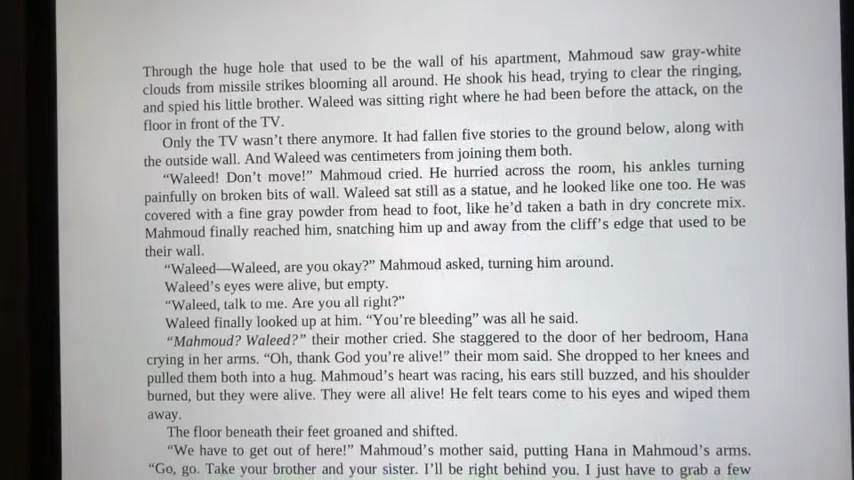 Through the huge hole that used to be the wall of his apartment, Mahmoud saw gray-white
clouds from missile strikes blooming all around. He shook his head, trying to clear the ringing,
and spied his little brother. Waleed was sitting right where he had been before the attack, on the
floor in front of the TV.
Only the TV wasn’t there anymore. It had fallen five stories to the ground below, along with
the outside wall. And Waleed was centimeters from joining them both.
“Waleed! Don’t move!” Mahmoud cried. He hurried across the room, his ankles turning
painfully on broken bits of wall. Waleed sat still as a statue, and he looked like one too. He was
covered with a fine gray powder from head to foot, like he’d taken a bath in dry concrete mix.
Mahmoud finally reached him, snatching him up and away from the cliff’s edge that used to be
their wall.
“Waleed—Waleed, are you okay?” Mahmoud asked, turning him around.
Waleed’s eyes were alive, but empty.
“Waleed, talk to me. Are you all right?”
Waleed finally looked up at him. “You’re bleeding” was all he said.
“Mahmoud? Waleed?” their mother cried. She staggered to the door of her bedroom, Hana
crying in her arms. “Oh, thank God you’re alive!” their mom said. She dropped to her knees and
pulled them both into a hug. Mahmoud’s heart was racing, his ears still buzzed, and his shoulder
burned, but they were alive. They were all alive! He felt tears come to his eyes and wiped them
away.
The floor beneath their feet groaned and shifted.
“We have to get out of here!” Mahmoud’s mother said, putting Hana in Mahmoud’s arms.
“Go, go. Take your brother and your sister. I’ll be right behind you. I just have to grab a few